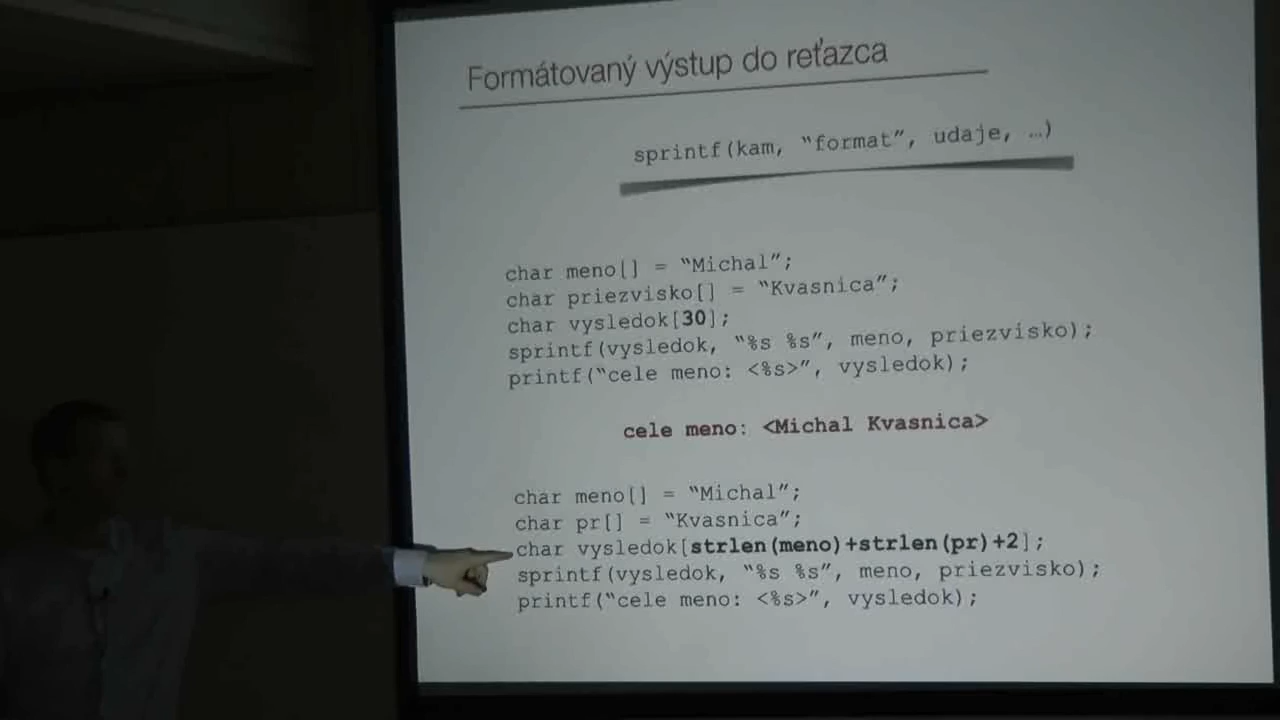 Formátovaný výstup do reťazca
sprintf(kam, “format”, udaje, …)
char meno[] = “Michal”;
char priezvisko[] = “Kvasnica”;
char vysledok[30];
sprintf(vysledok, “%s %s”, meno, priezvisko);
printf(“cele meno: <%s>”, vysledok);
cele meno: <Michal Kvasnica>
char meno[] = “Michal”;
char pr[] = “Kvasnica”;
char vysledok[strlen(meno)+strlen(pr)+2];
sprintf(vysledok, “%s %s”, meno, priezvisko);
printf(“cele meno: <%s>”, vysledok);